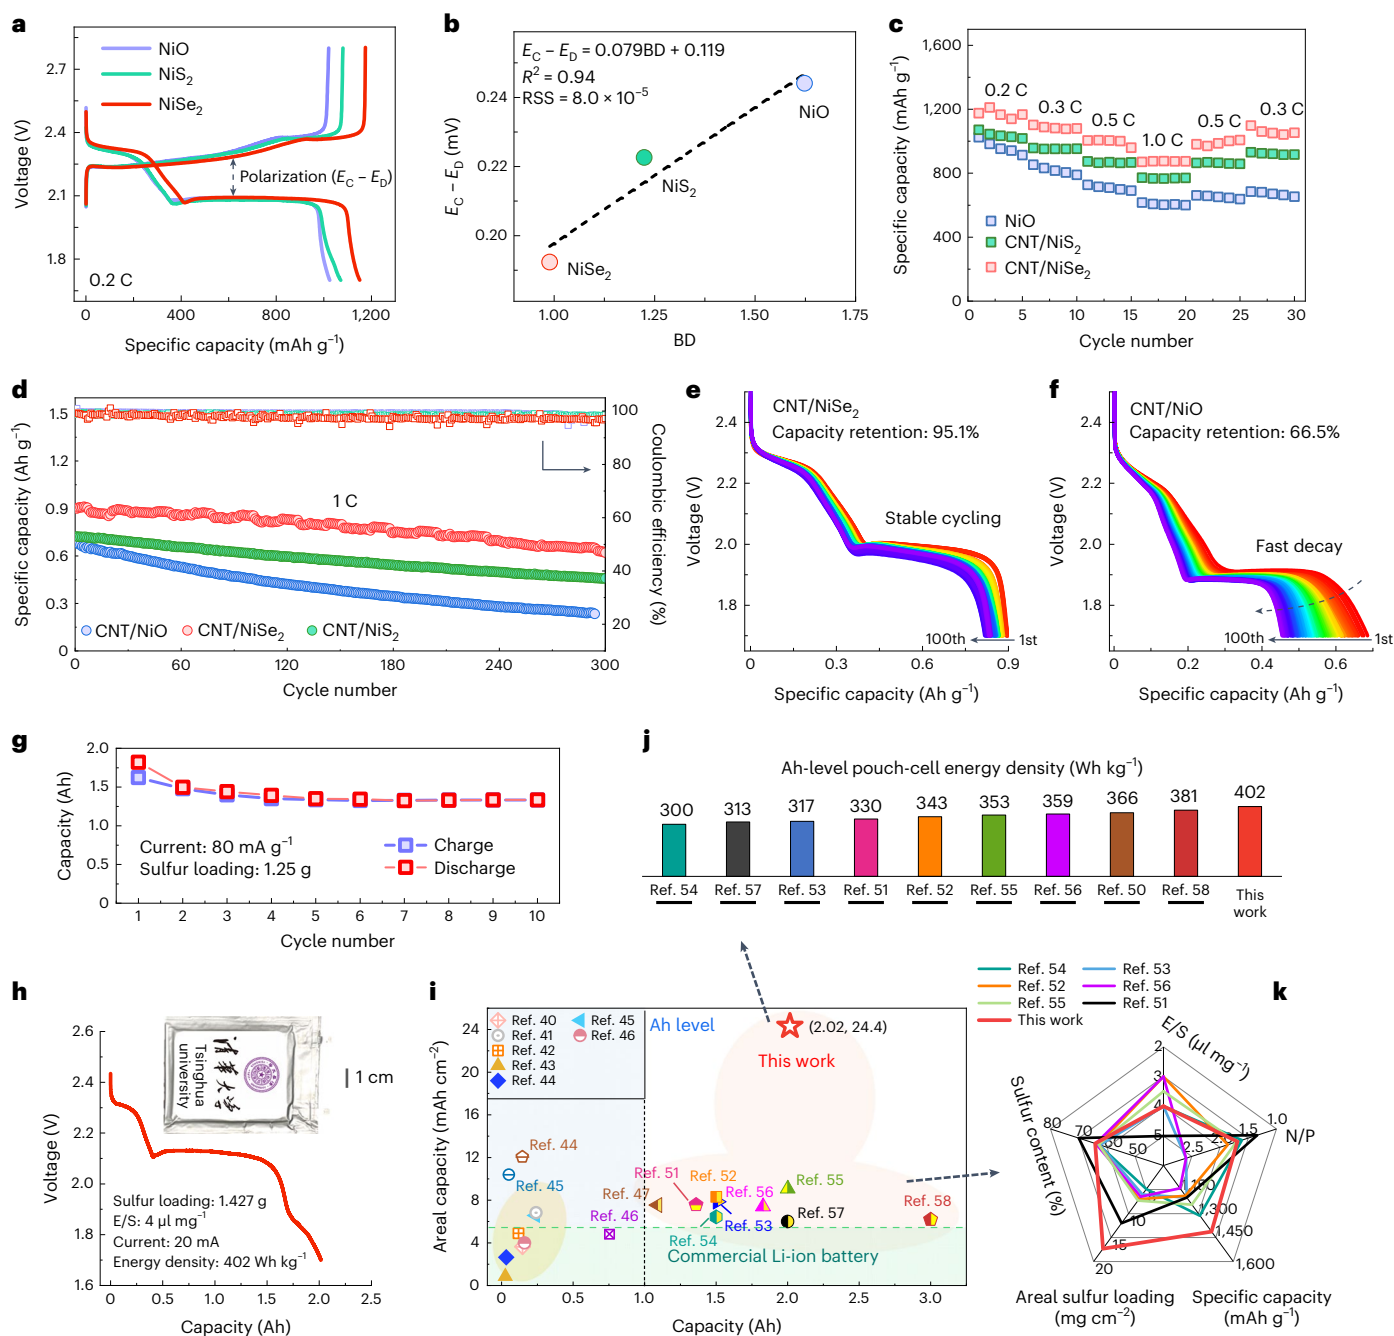 a
NiO
NiS2
NiSe2
Polarization (EC – ED)
0.2 C
Voltage (V)
2.7
2.4
2.1
1.8
0
400
800
1,200
Specific capacity (mAh g–1)
b
EC – ED = 0.079BD + 0.119
R2 = 0.94
RSS = 8.0 × 10–5
NiO
NiS2
NiSe2
EC – ED (mV)
0.24
0.22
0.20
1.00
1.25
1.50
1.75
BD
c
Specific capacity (mAh g–1)
1,600
1,200
800
400
0
0.2 C
0.3 C
0.5 C
1.0 C
0.5 C
0.3 C
NiO
CNT/NiS2
CNT/NiSe2
0
5
10
15
20
25
30
Cycle number
d
Specific capacity (Ah g–1)
1.5
1.2
0.9
0.6
0.3
0
1 C
CNT/NiO
CNT/NiSe2
CNT/NiS2
0
60
120
180
240
300
Cycle number
100
80
60
40
20
Coulombic efficiency (%)
e
CNT/NiSe2
Capacity retention: 95.1%
Stable cycling
100th
1st
Voltage (V)
2.4
2.2
2.0
1.8
0
0.3
0.6
0.9
Specific capacity (Ah g–1)
f
CNT/NiO
Capacity retention: 66.5%
Fast decay
100th
1st
Voltage (V)
2.4
2.2
2.0
1.8
0
0.2
0.4
0.6
Specific capacity (Ah g–1)
g
Capacity (Ah)
2.0
1.5
1.0
0.5
0
Current: 80 mA g–1
Sulfur loading: 1.25 g
Charge
Discharge
1
2
3
4
5
6
7
8
9
10
Cycle number
j
Ah-level pouch-cell energy density (Wh kg–1)
300
313
317
330
343
353
359
366
381
402
Ref. 54
Ref. 57
Ref. 53
Ref. 51
Ref. 52
Ref. 55
Ref. 56
Ref. 50
Ref. 58
This
work
h
Voltage (V)
2.6
2.4
2.2
2.0
1.8
1.6
Tsinghua
university
清华大学
1 cm
Sulfur loading: 1.427 g
E/S: 4 µl mg–1
Current: 20 mA
Energy density: 402 Wh kg–1
0
0.5
1.0
1.5
2.0
2.5
Capacity (Ah)
i
Areal capacity (mAh cm–2)
24
20
16
12
8
4
0
Ref. 40
Ref. 41
Ref. 42
Ref. 43
Ref. 44
Ref. 45
Ref. 46
Ah level
(2.02, 24.4)
This work
Ref. 44
Ref. 45
Ref. 47
Ref. 46
Ref. 51
Ref. 52
Ref. 56
Ref. 55
Ref. 53
Ref. 54
Ref. 57
Ref. 58
Commercial Li-ion battery
0
0.5
1.0
1.5
2.0
2.5
3.0
Capacity (Ah)
k
Ref. 54
Ref. 52
Ref. 55
This work
Ref. 53
Ref. 56
Ref. 51
E/S (µl mg–1)
2
3
4
5
N/P
1.0
1.5
2.0
2.5
Sulfur content (%)
80
70
60
50
Areal sulfur loading
(mg cm–2)
10
15
20
Specific capacity
(mAh g–1)
1,150
1,300
1,450
1,600